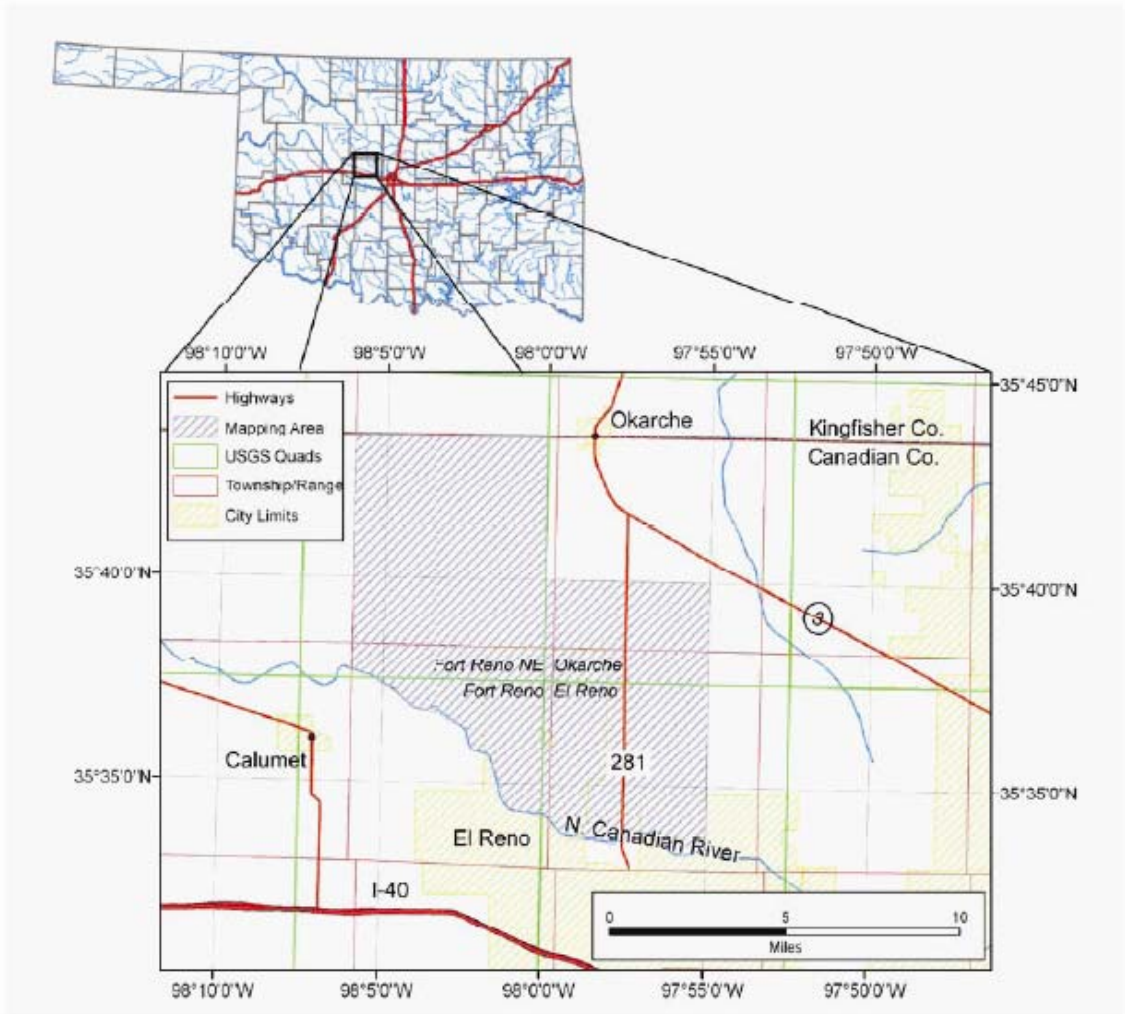 98°10'0"W 98°5'0"W 98°0'0"W 97°55'0"W 97°50'0"W
35°45'0"N
Highways
Mapping Area
USGS Quads
Township/Range
City Limits
Okarche
Kingfisher Co.
Canadian Co.
35°40'0"N
35°40'0"N
3
Fort Reno NE Okarche
Fort Reno El Reno
Calumet
281
35°35'0"N
35°35'0"N
El Reno
N. Canadian River
I-40
0 5 10
Miles
98°10'0"W 98°5'0"W 98°0'0"W 97°55'0"W 97°50'0"W